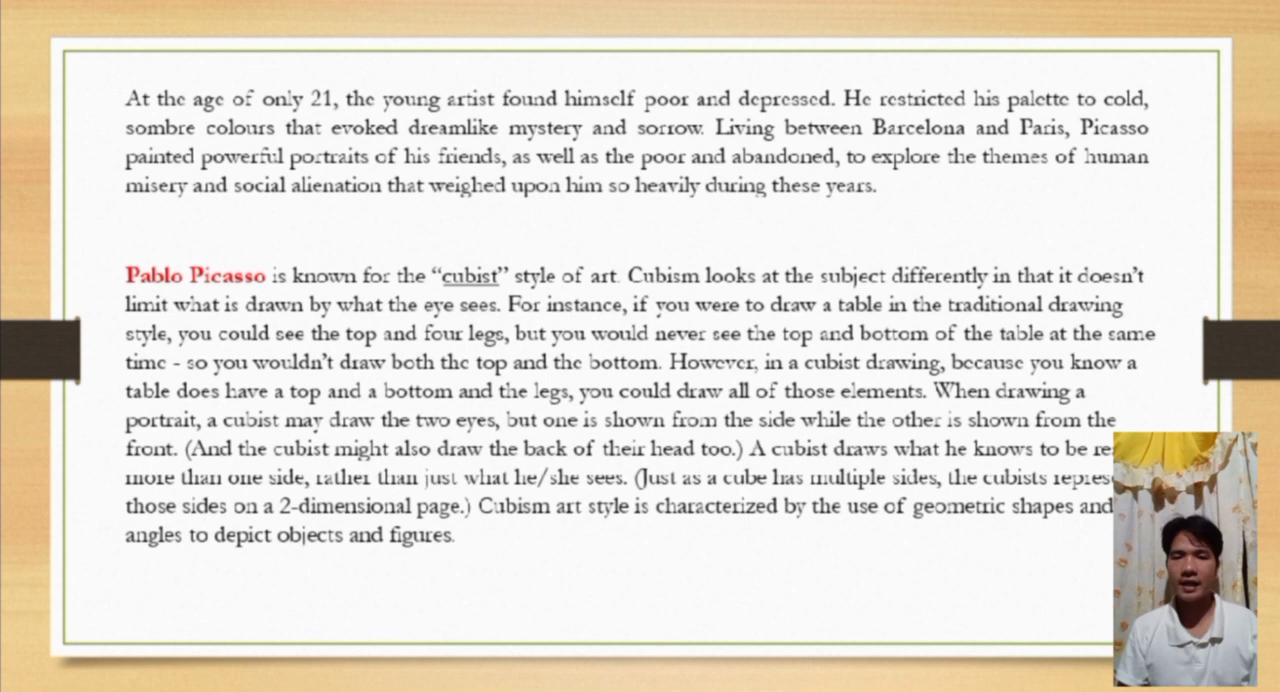 At the age of only 21, the young artist found himself poor and depressed. He restricted his palette to cold,
sombre colours that evoked dreamlike mystery and sorrow. Living between Barcelona and Paris, Picasso
painted powerful portraits of his friends, as well as the poor and abandoned, to explore the themes of human
misery and social alienation that weighed upon him so heavily during these years.
Pablo Picasso is known for the “cubist” style of art. Cubism looks at the subject differently in that it doesn’t
limit what is drawn by what the eye sees. For instance, if you were to draw a table in the traditional drawing
style, you could see the top and four legs, but you would never see the top and bottom of the table at the same
time - so you wouldn’t draw both the top and the bottom. However, in a cubist drawing, because you know a
table does have a top and a bottom and the legs, you could draw all of those elements. When drawing a
portrait, a cubist may draw the two eyes, but one is shown from the side while the other is shown from the
front. (And the cubist might also draw the back of their head too.) A cubist draws what he knows to be
more than one side, rather than just what he/she sees. (Just as a cube has multiple sides, the cubists
those sides on a 2-dimensional page.) Cubism art style is characterized by the use of geometric shapes and
angles to depict objects and figures.